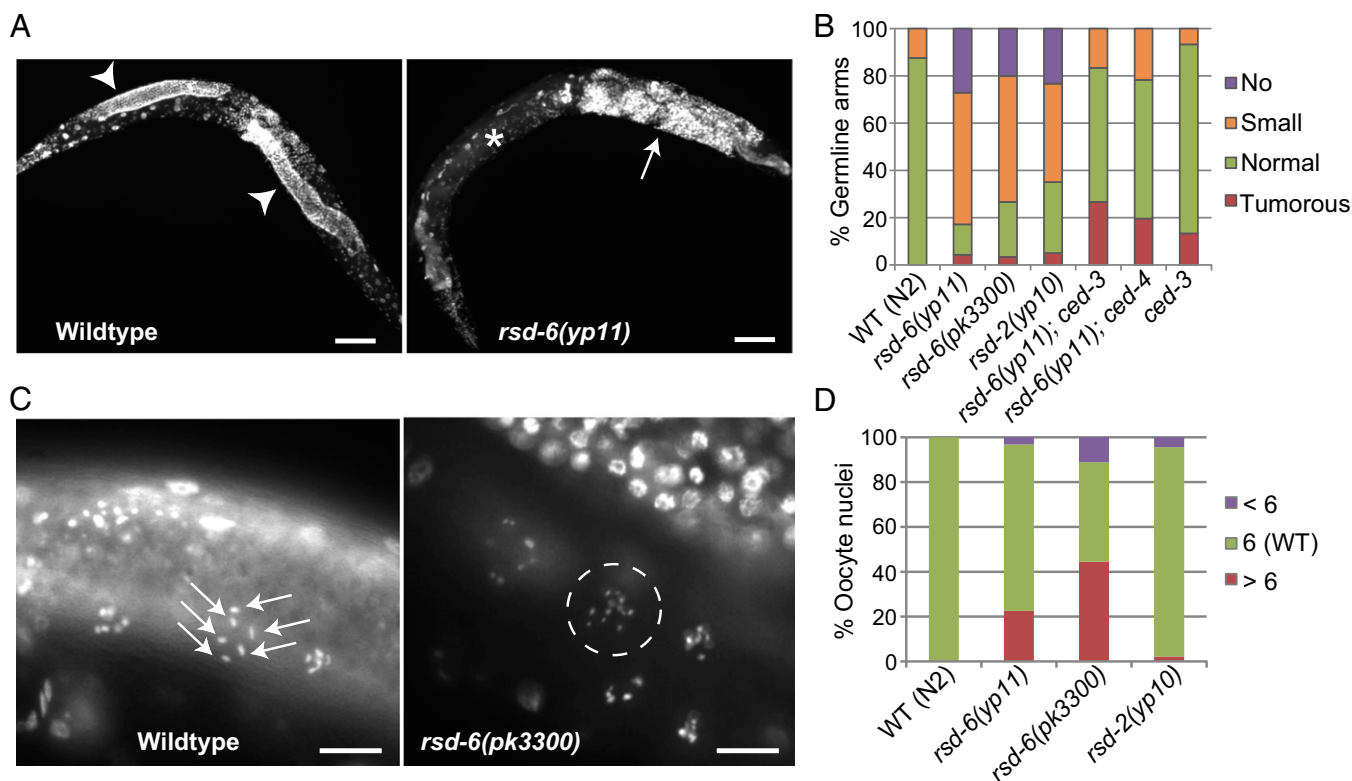 A
Wildtype
rsd-6(yp11)
B
% Germline arms
100
80
60
40
20
0
WT (N2)
rsd-6(yp11)
rsd-6(pk3300)
rsd-2(yp10)
rsd-6(yp11); ced-3
rsd-6(yp11); ced-4
ced-3
No
Small
Normal
Tumorous
C
Wildtype
rsd-6(pk3300)
D
% Oocyte nuclei
100
80
60
40
20
0
WT (N2)
rsd-6(yp11)
rsd-6(pk3300)
rsd-2(yp10)
< 6
6 (WT)
> 6